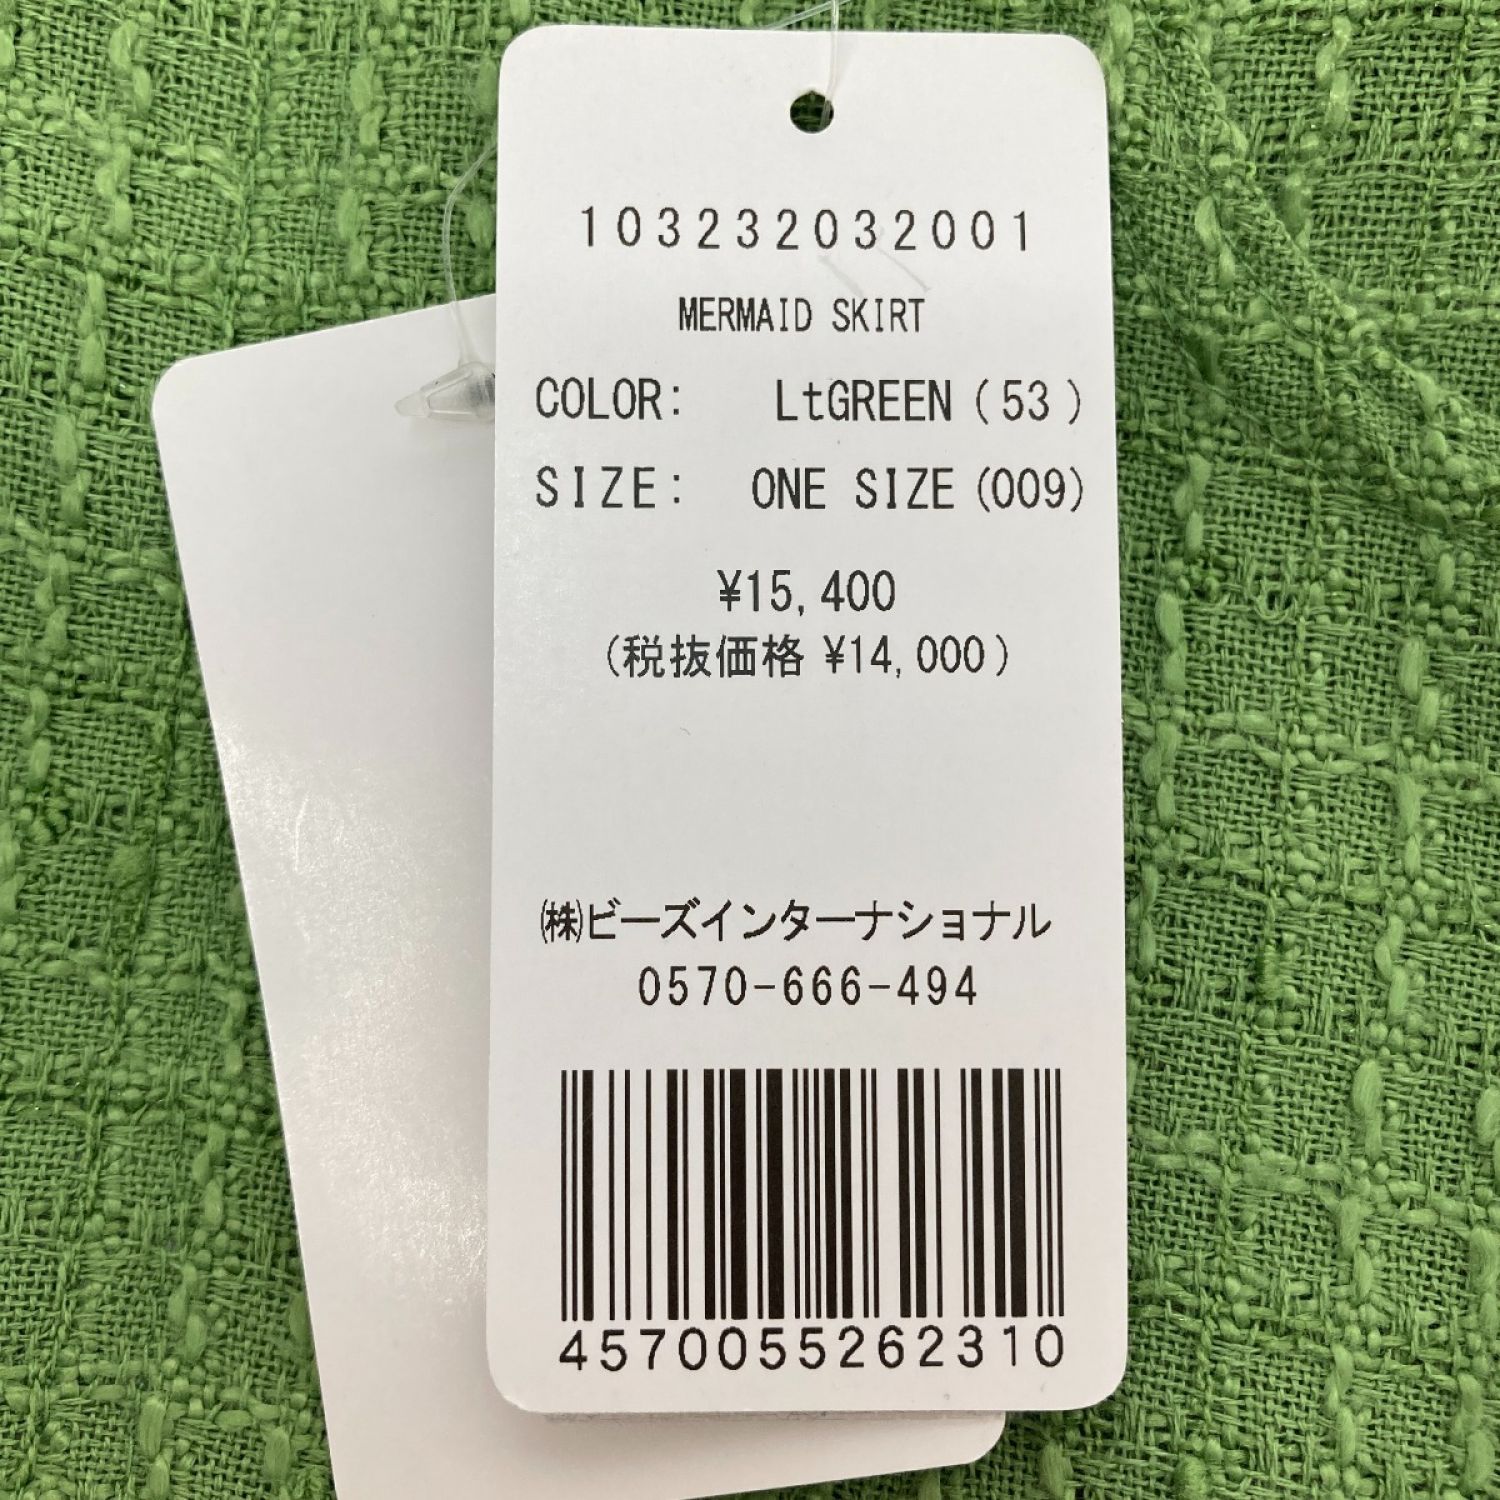 103232032001
MERMAID SKIRT
COLOR: LtGREEN(53)
SIZE: ONE SIZE(009)
¥15,400
(税抜価格 ¥14,000)
㈱ビーズインターナショナル
0570-666-494
4570055262310